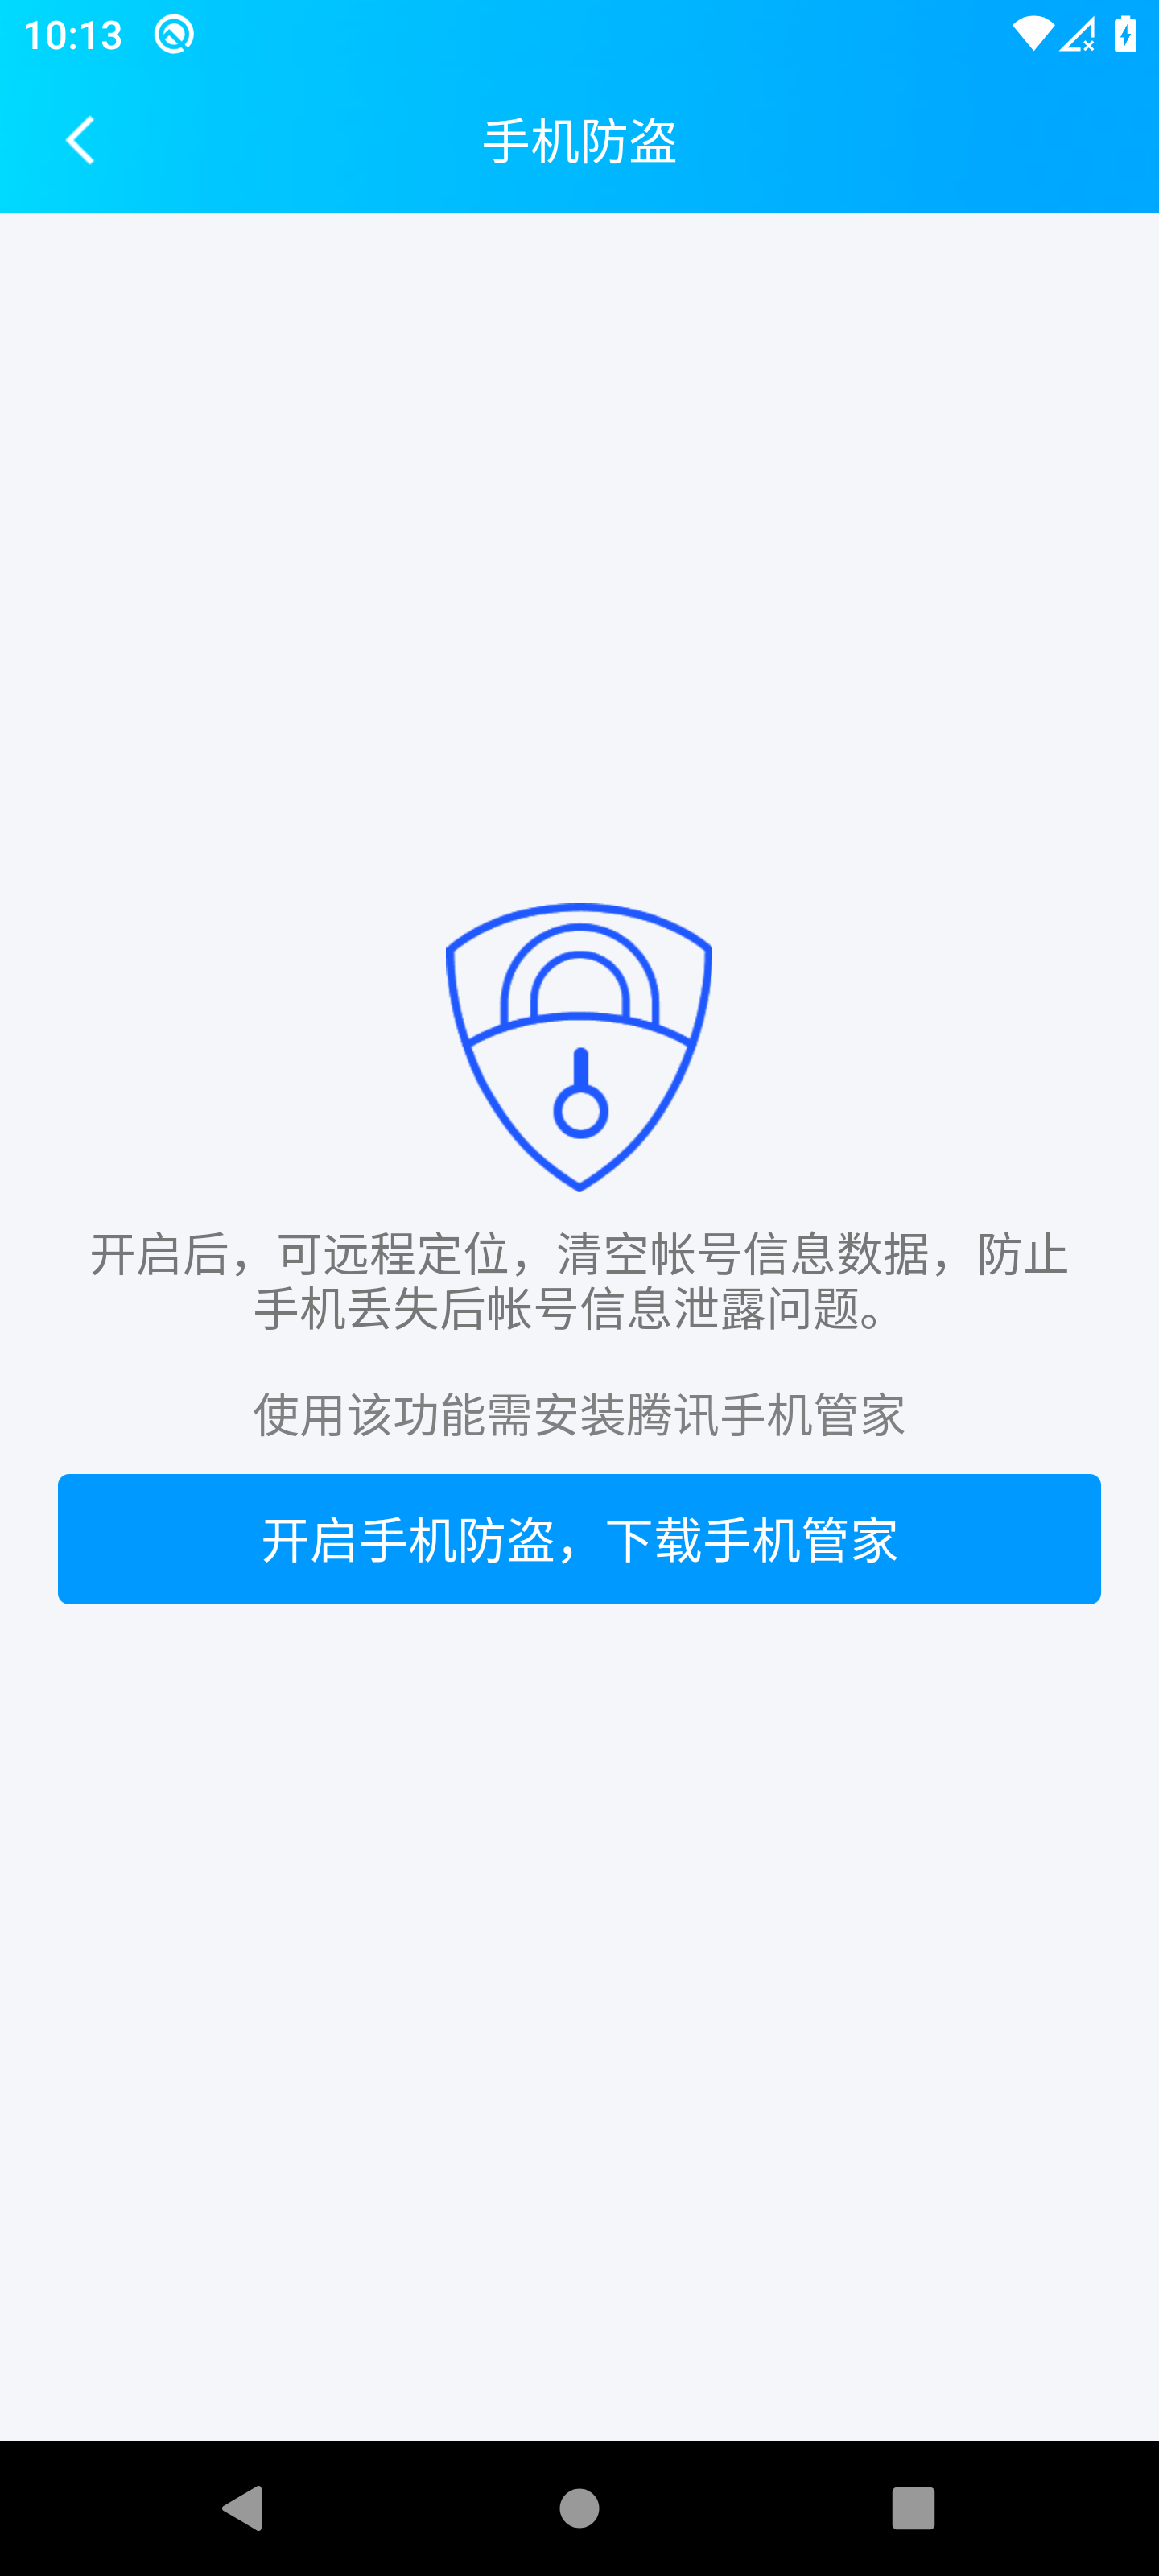 10:13
手机防盗
开启后，可远程定位，清空帐号信息数据，防止
手机丢失后帐号信息泄露问题。
使用该功能需安装腾讯手机管家
开启手机防盗，下载手机管家